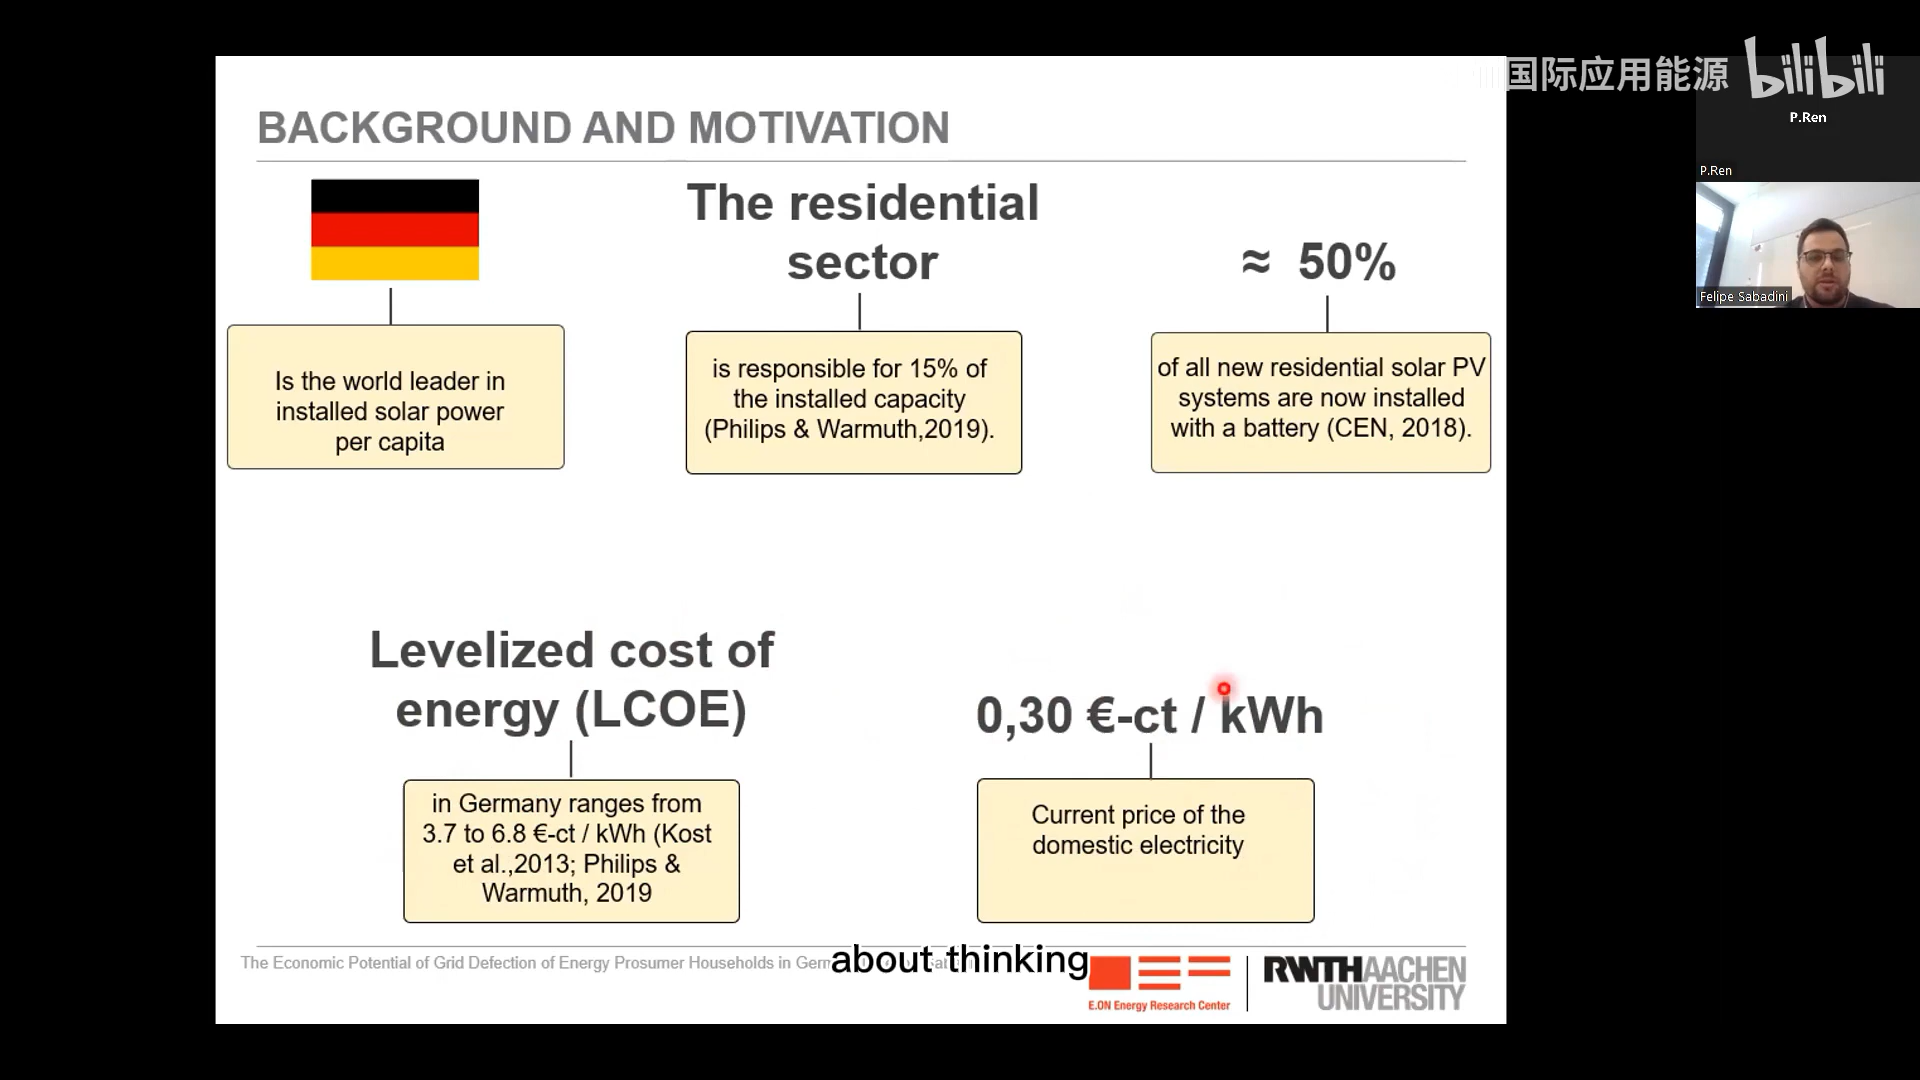 国际应用能源 bilibili
P.Ren
P.Ren
Felipe Sabadini
BACKGROUND AND MOTIVATION
Is the world leader in
installed solar power
per capita
The residential
sector
is responsible for 15% of
the installed capacity
(Philips & Warmuth,2019).
≈ 50%
of all new residential solar PV
systems are now installed
with a battery (CEN, 2018).
Levelized cost of
energy (LCOE)
in Germany ranges from
3.7 to 6.8 €-ct / kWh (Kost
et al.,2013; Philips &
Warmuth, 2019
0,30 €-ct / kWh
Current price of the
domestic electricity
The Economic Potential of Grid Defection of Energy Prosumer Households in
about thinking
E.ON Energy Research Center
RWTH AACHEN
UNIVERSITY